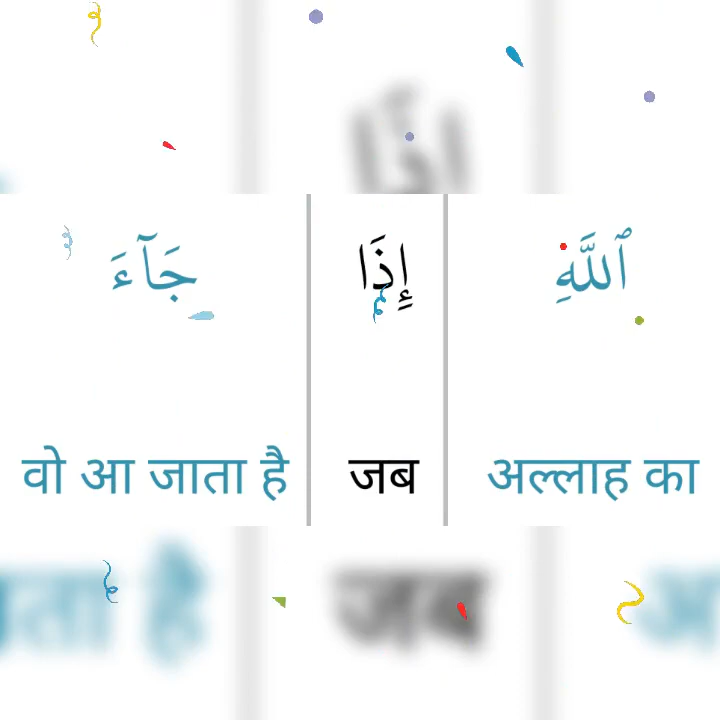 ٱللَّهِ إِذَا جَآءَ
वो आ जाता है जब अल्लाह का